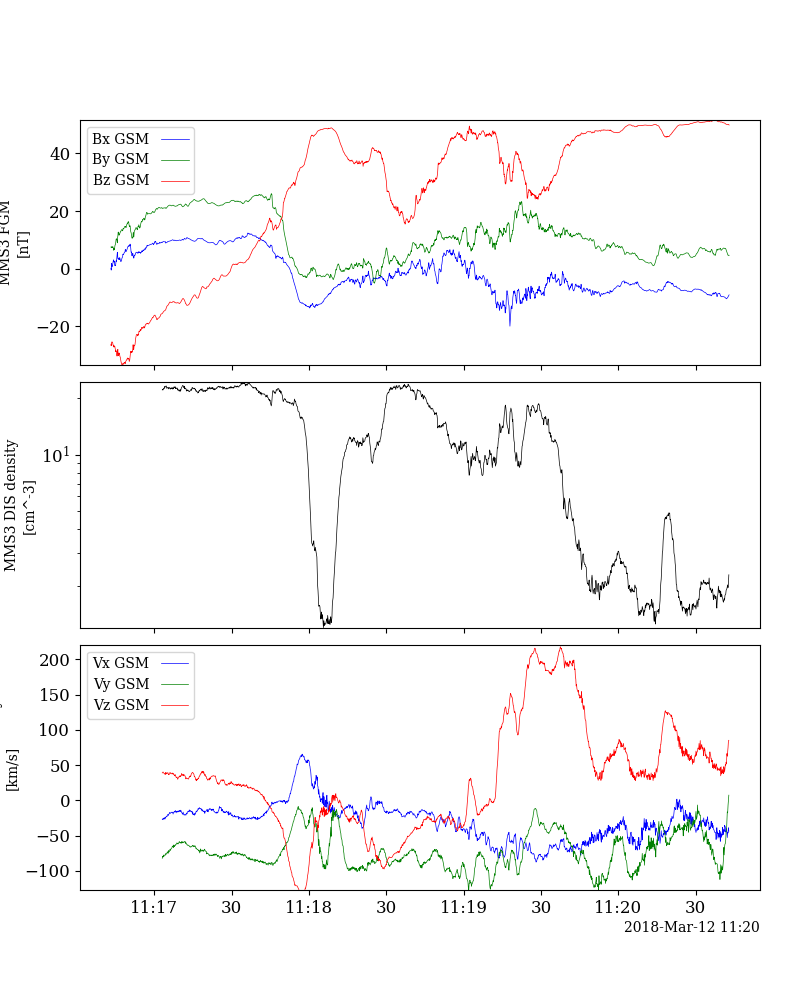 Bx GSM
By GSM
Bz GSM
40
20
0
−20
MMS3 FGM
[nT]
10^1
MMS3 DIS density
[cm^-3]
Vx GSM
Vy GSM
Vz GSM
200
150
100
50
0
−50
−100
[km/s]
11:17 30 11:18 30 11:19 30 11:20 30
2018-Mar-12 11:20